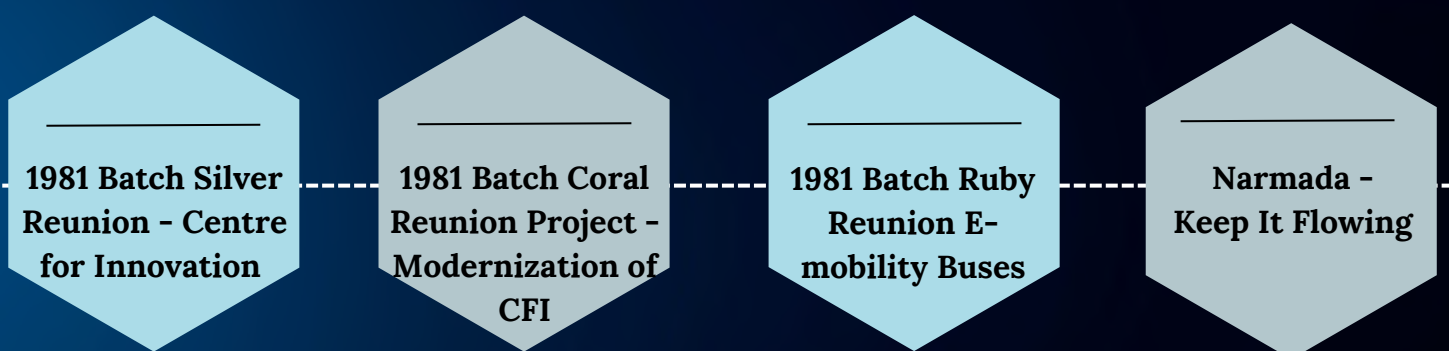 1981 Batch Silver
Reunion - Centre
for Innovation
1981 Batch Coral
Reunion Project -
Modernization of
CFI
1981 Batch Ruby
Reunion E-
mobility Buses
Narmada -
Keep It Flowing